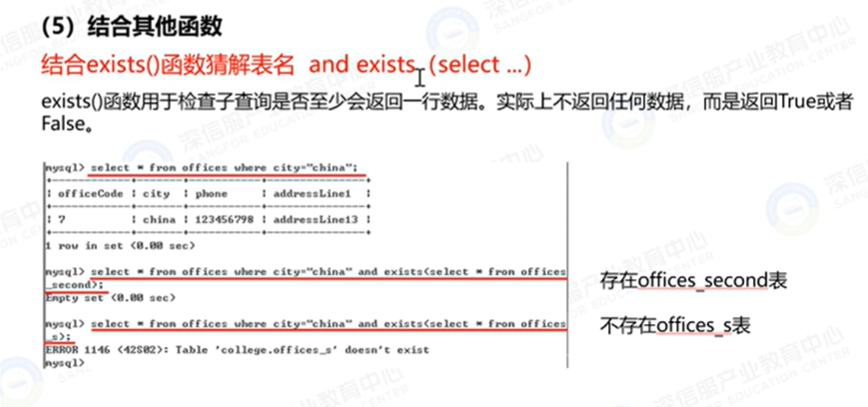 （5）结合其他函数
结合exists()函数猜解表名 and exists（select ...）
exists()函数用于检查子查询是否至少会返回一行数据。实际上不返回任何数据，而是返回True或者
False。
mysql> select * from offices where city="china";
+------------+-------+-----------+---------------+
| officeCode | city | phone | addressLine1 |
+------------+-------+-----------+---------------+
| 7 | china | 123456798 | addressLine13 |
+------------+-------+-----------+---------------+
1 row in set (0.00 sec)
mysql> select * from offices where city="china" and exists(select * from offices
_second);
Empty set (0.00 sec)
存在offices_second表
mysql> select * from offices where city="china" and exists(select * from offices
_s);
不存在offices_s表
ERROR 1146 (42S02): Table 'college.offices_s' doesn't exist
mysql>
深信服产业教育中心
SANGFOR EDUCATION CENTER